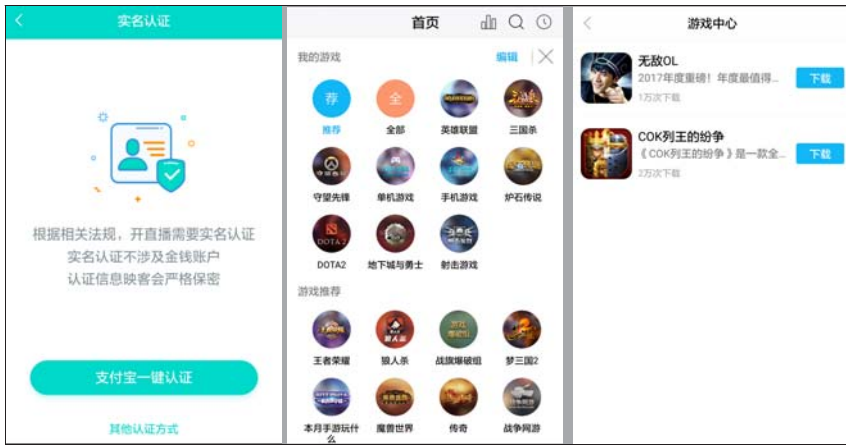 实名认证
根据相关法规，开直播需要实名认证
实名认证不涉及金钱账户
认证信息映客会严格保密
支付宝一键认证
其他认证方式
首页
我的游戏
编辑
荐
全
推荐
全部
英雄联盟
三国杀
守望先锋
单机游戏
手机游戏
炉石传说
DOTA 2
DOTA2
地下城与勇士
射击游戏
游戏推荐
狼人杀
王者荣耀
狼人杀
战旗爆破组
梦三国2
本月手游玩什么
魔兽世界
传奇
战争网游
游戏中心
无敌OL
2017年度重磅！年度最值得...
1万次下载
下载
COK列王的纷争
《COK列王的纷争》是一款全...
2万次下载
下载